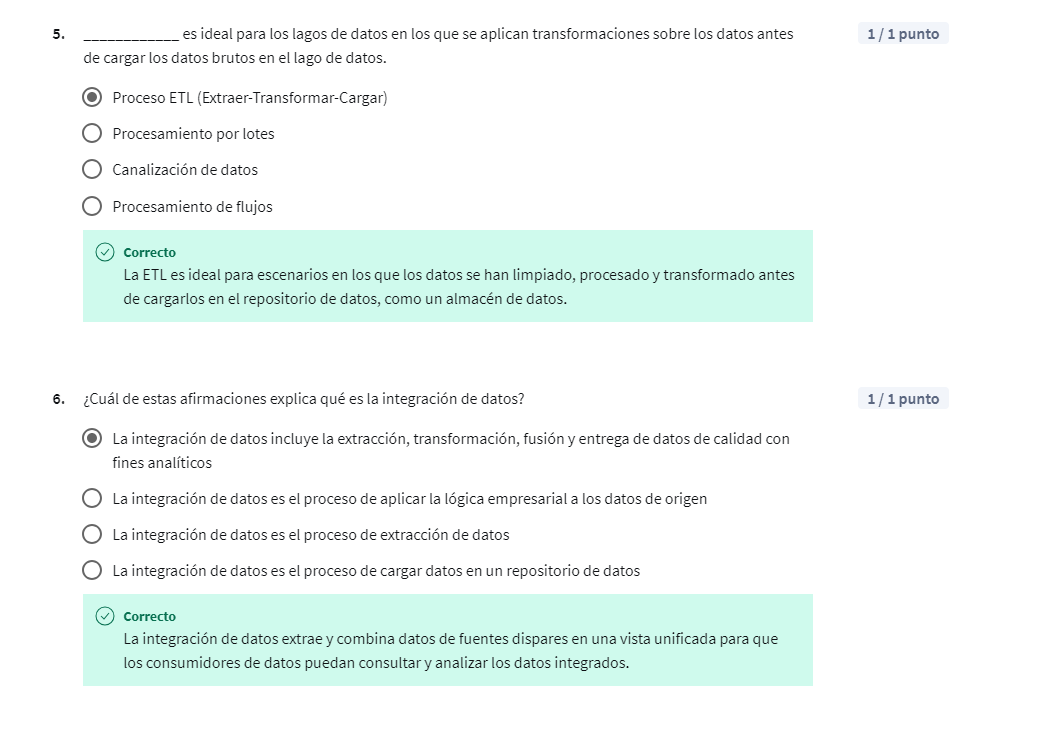 5. ____________ es ideal para los lagos de datos en los que se aplican transformaciones sobre los datos antes 1 / 1 punto
de cargar los datos brutos en el lago de datos.
Proceso ETL (Extraer-Transformar-Cargar)
Procesamiento por lotes
Canalización de datos
Procesamiento de flujos
Correcto
La ETL es ideal para escenarios en los que los datos se han limpiado, procesado y transformado antes
de cargarlos en el repositorio de datos, como un almacén de datos.
6. ¿Cuál de estas afirmaciones explica qué es la integración de datos? 1 / 1 punto
La integración de datos incluye la extracción, transformación, fusión y entrega de datos de calidad con
fines analíticos
La integración de datos es el proceso de aplicar la lógica empresarial a los datos de origen
La integración de datos es el proceso de extracción de datos
La integración de datos es el proceso de cargar datos en un repositorio de datos
Correcto
La integración de datos extrae y combina datos de fuentes dispares en una vista unificada para que
los consumidores de datos puedan consultar y analizar los datos integrados.